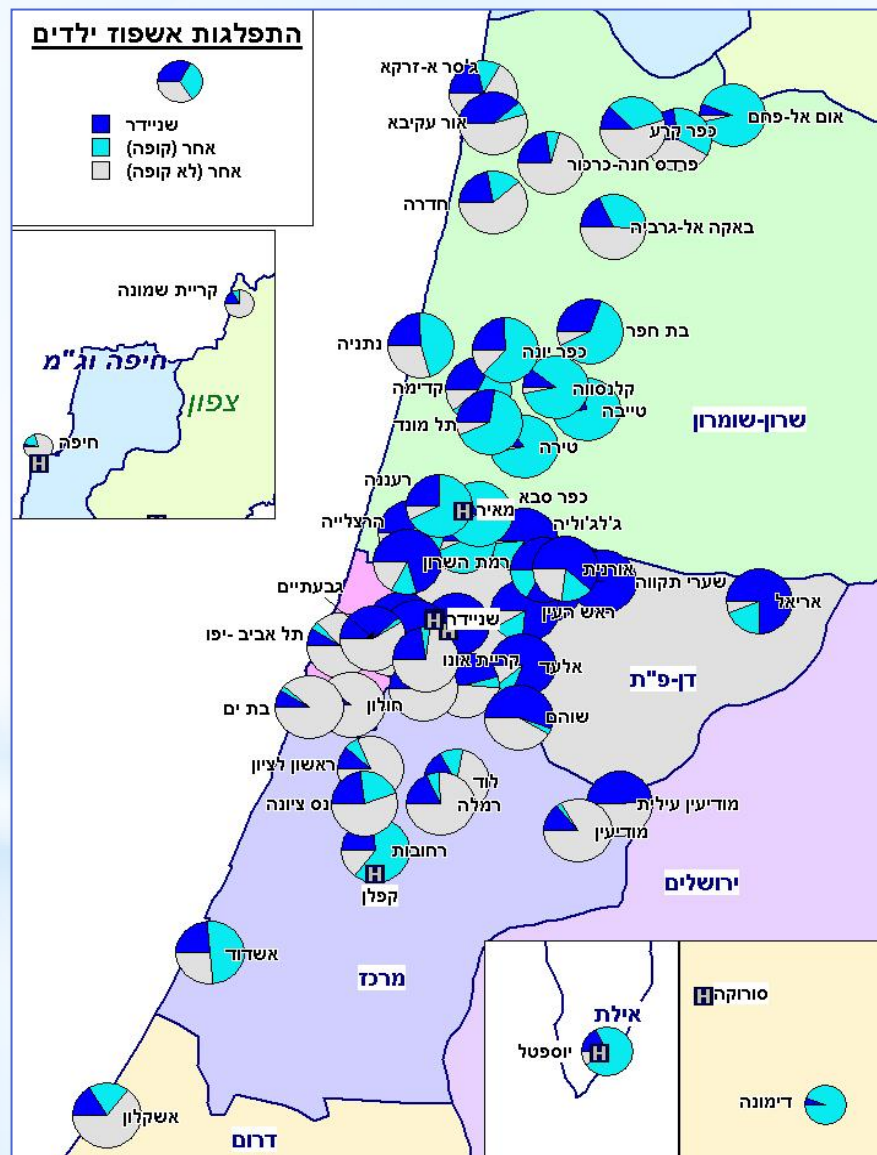 התפלגות אשפוז ילדים
שניידר
אחר (קופה)
אחר (לא קופה)
ג'סר א-זרקא
אום אל-פחם
אור עקיבא
כפר קרע
פרדס חנה-כרכור
חדרה
באקה אל-גרביה
קריית שמונה
חיפה וג"מ
צפון
חיפה
H
בת חפר
נתניה
כפר יונה
קדימה
קלנסווה
טייבה
תל מונד
שרון-שומרון
טירה
רעננה
כפר סבא
מאיר
H
ג'לג'וליה
הרצלייה
רמת השרון
אורנית
שערי תקווה
גבעתיים
אריאל
ראש העין
שניידר
H
H
תל אביב -יפו
קריית אונו
אלעד
דן-פ"ת
בת ים
חולון
שוהם
ראשון לציון
לוד
נס ציונה
רמלה
מודיעין עילית
מודיעין
רחובות
H
קפלן
ירושלים
אשדוד
מרכז
סורוקה
H
אילת
יוספטל
H
דימונה
אשקלון
דרום